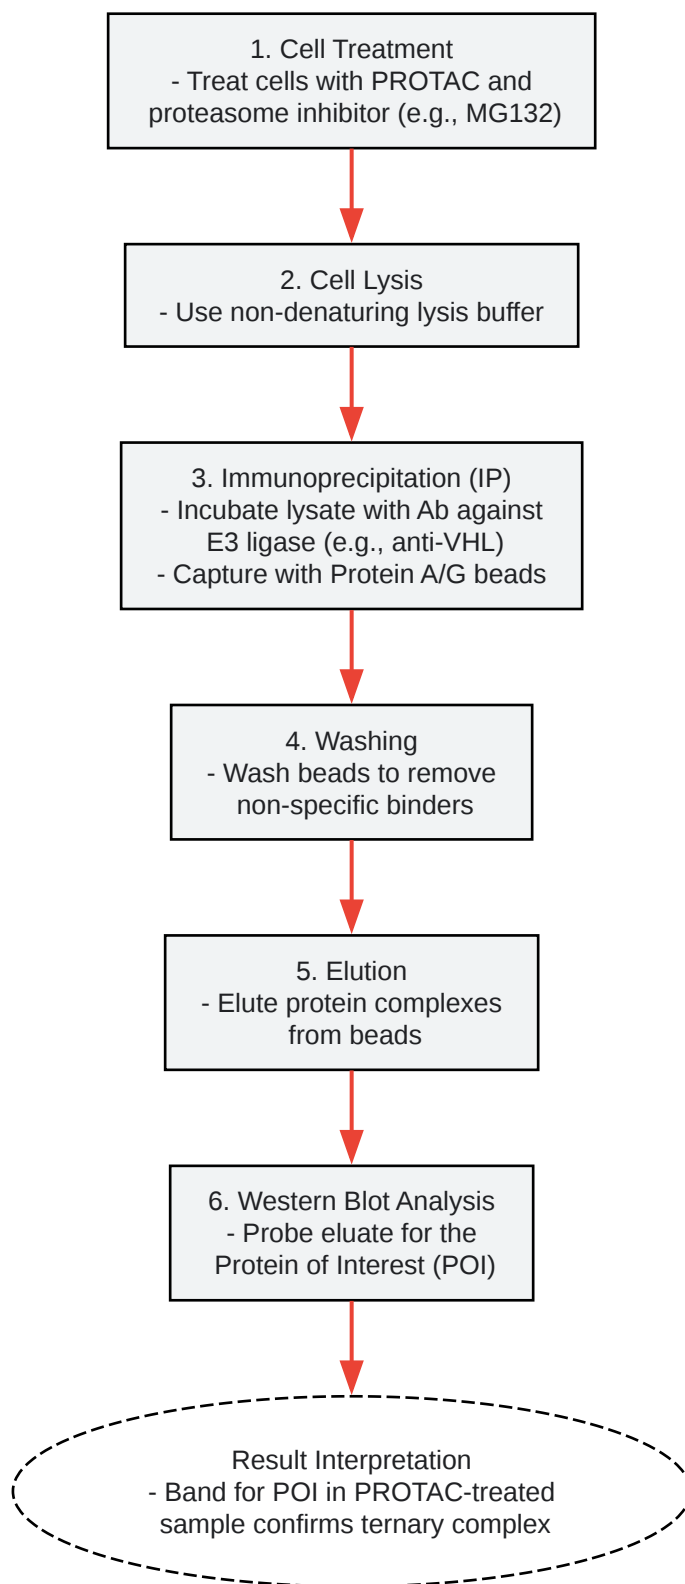 1. Cell Treatment
- Treat cells with PROTAC and
proteasome inhibitor (e.g., MG132)
2. Cell Lysis
- Use non-denaturing lysis buffer
3. Immunoprecipitation (IP)
- Incubate lysate with Ab against
E3 ligase (e.g., anti-VHL)
- Capture with Protein A/G beads
4. Washing
- Wash beads to remove
non-specific binders
5. Elution
- Elute protein complexes
from beads
6. Western Blot Analysis
- Probe eluate for the
Protein of Interest (POI)
Result Interpretation
- Band for POI in PROTAC-treated
sample confirms ternary complex